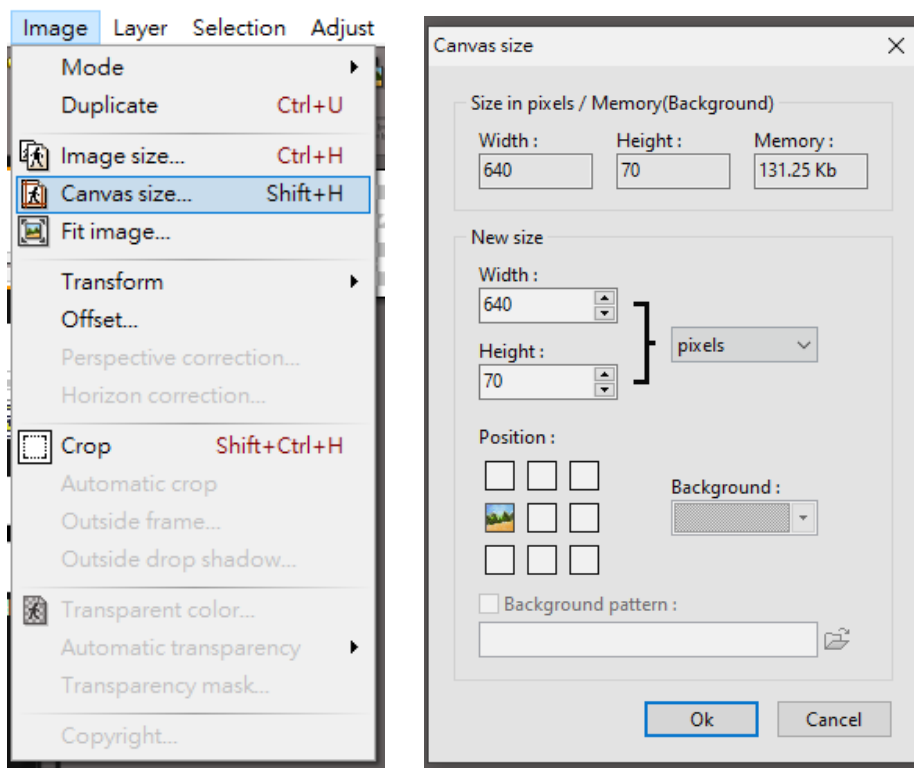 Image Layer Selection Adjust
Mode
Duplicate Ctrl+U
Image size... Ctrl+H
Canvas size... Shift+H
Fit image...
Transform
Offset...
Perspective correction...
Horizon correction...
Crop Shift+Ctrl+H
Automatic crop
Outside frame...
Outside drop shadow...
Transparent color...
Automatic transparency
Transparency mask...
Copyright...
Canvas size
Size in pixels / Memory(Background)
Width : Height : Memory :
640 70 131.25 Kb
New size
Width :
640
pixels
Height :
70
Position :
Background :
Background pattern :
Ok Cancel